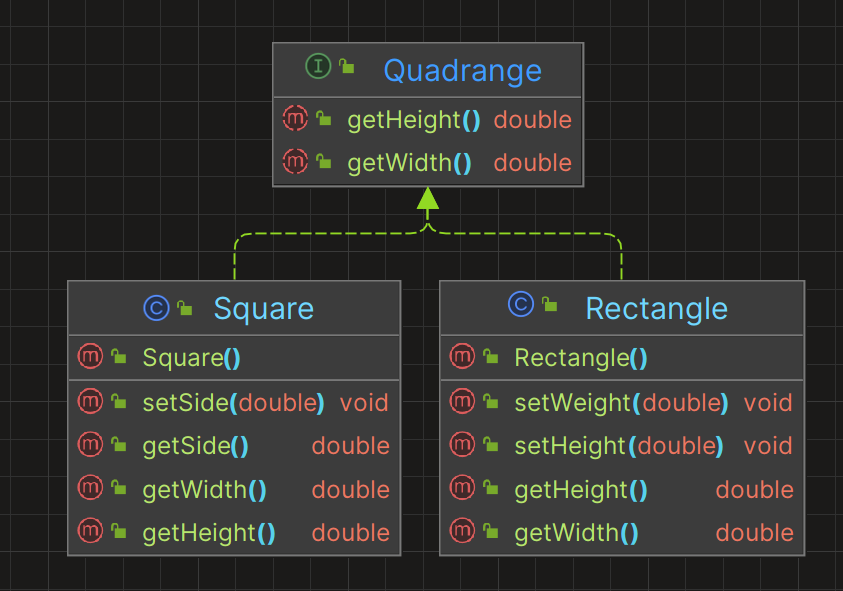 Quadrange
getHeight() double
getWidth() double
Square
Square()
setSide(double) void
getSide() double
getWidth() double
getHeight() double
Rectangle
Rectangle()
setWeight(double) void
setHeight(double) void
getHeight() double
getWidth() double